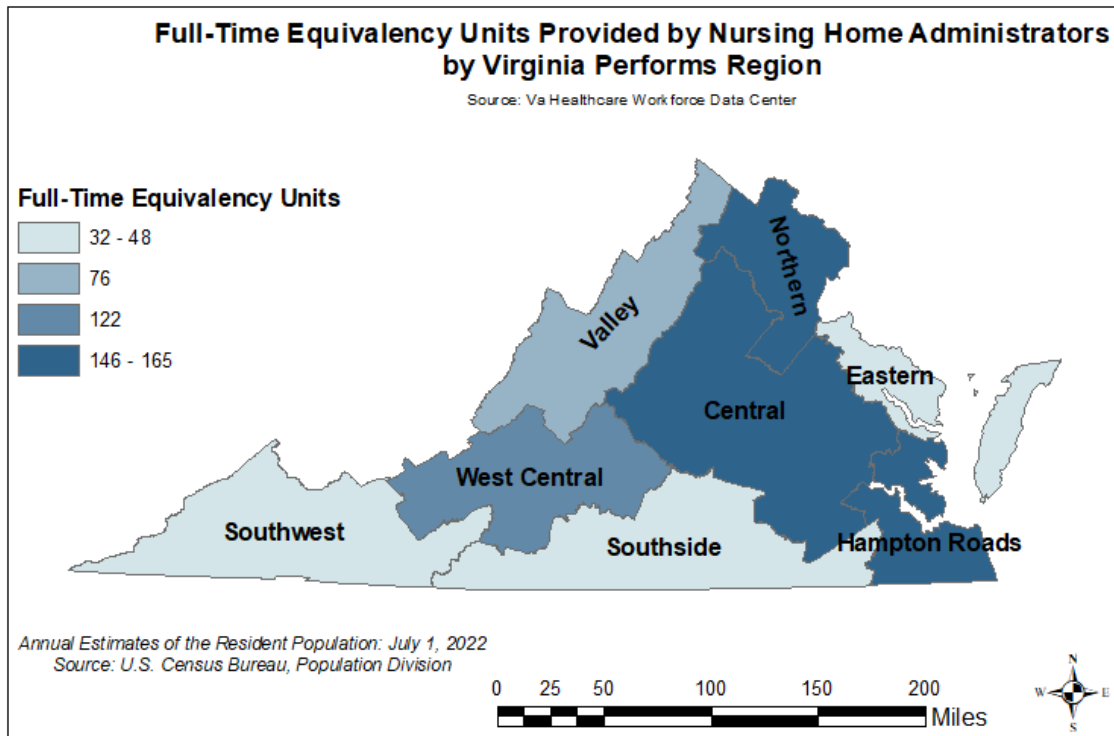 Full-Time Equivalency Units Provided by Nursing Home Administrators
by Virginia Performs Region
Source: Va Healthcare Workforce Data Center
Full-Time Equivalency Units
32 - 48
76
122
146 - 165
Northern
Valley
Eastern
Central
West Central
Southwest
Southside
Hampton Roads
Annual Estimates of the Resident Population: July 1, 2022
Source: U.S. Census Bureau, Population Division
0 25 50 100 150 200
Miles
N
W E
S